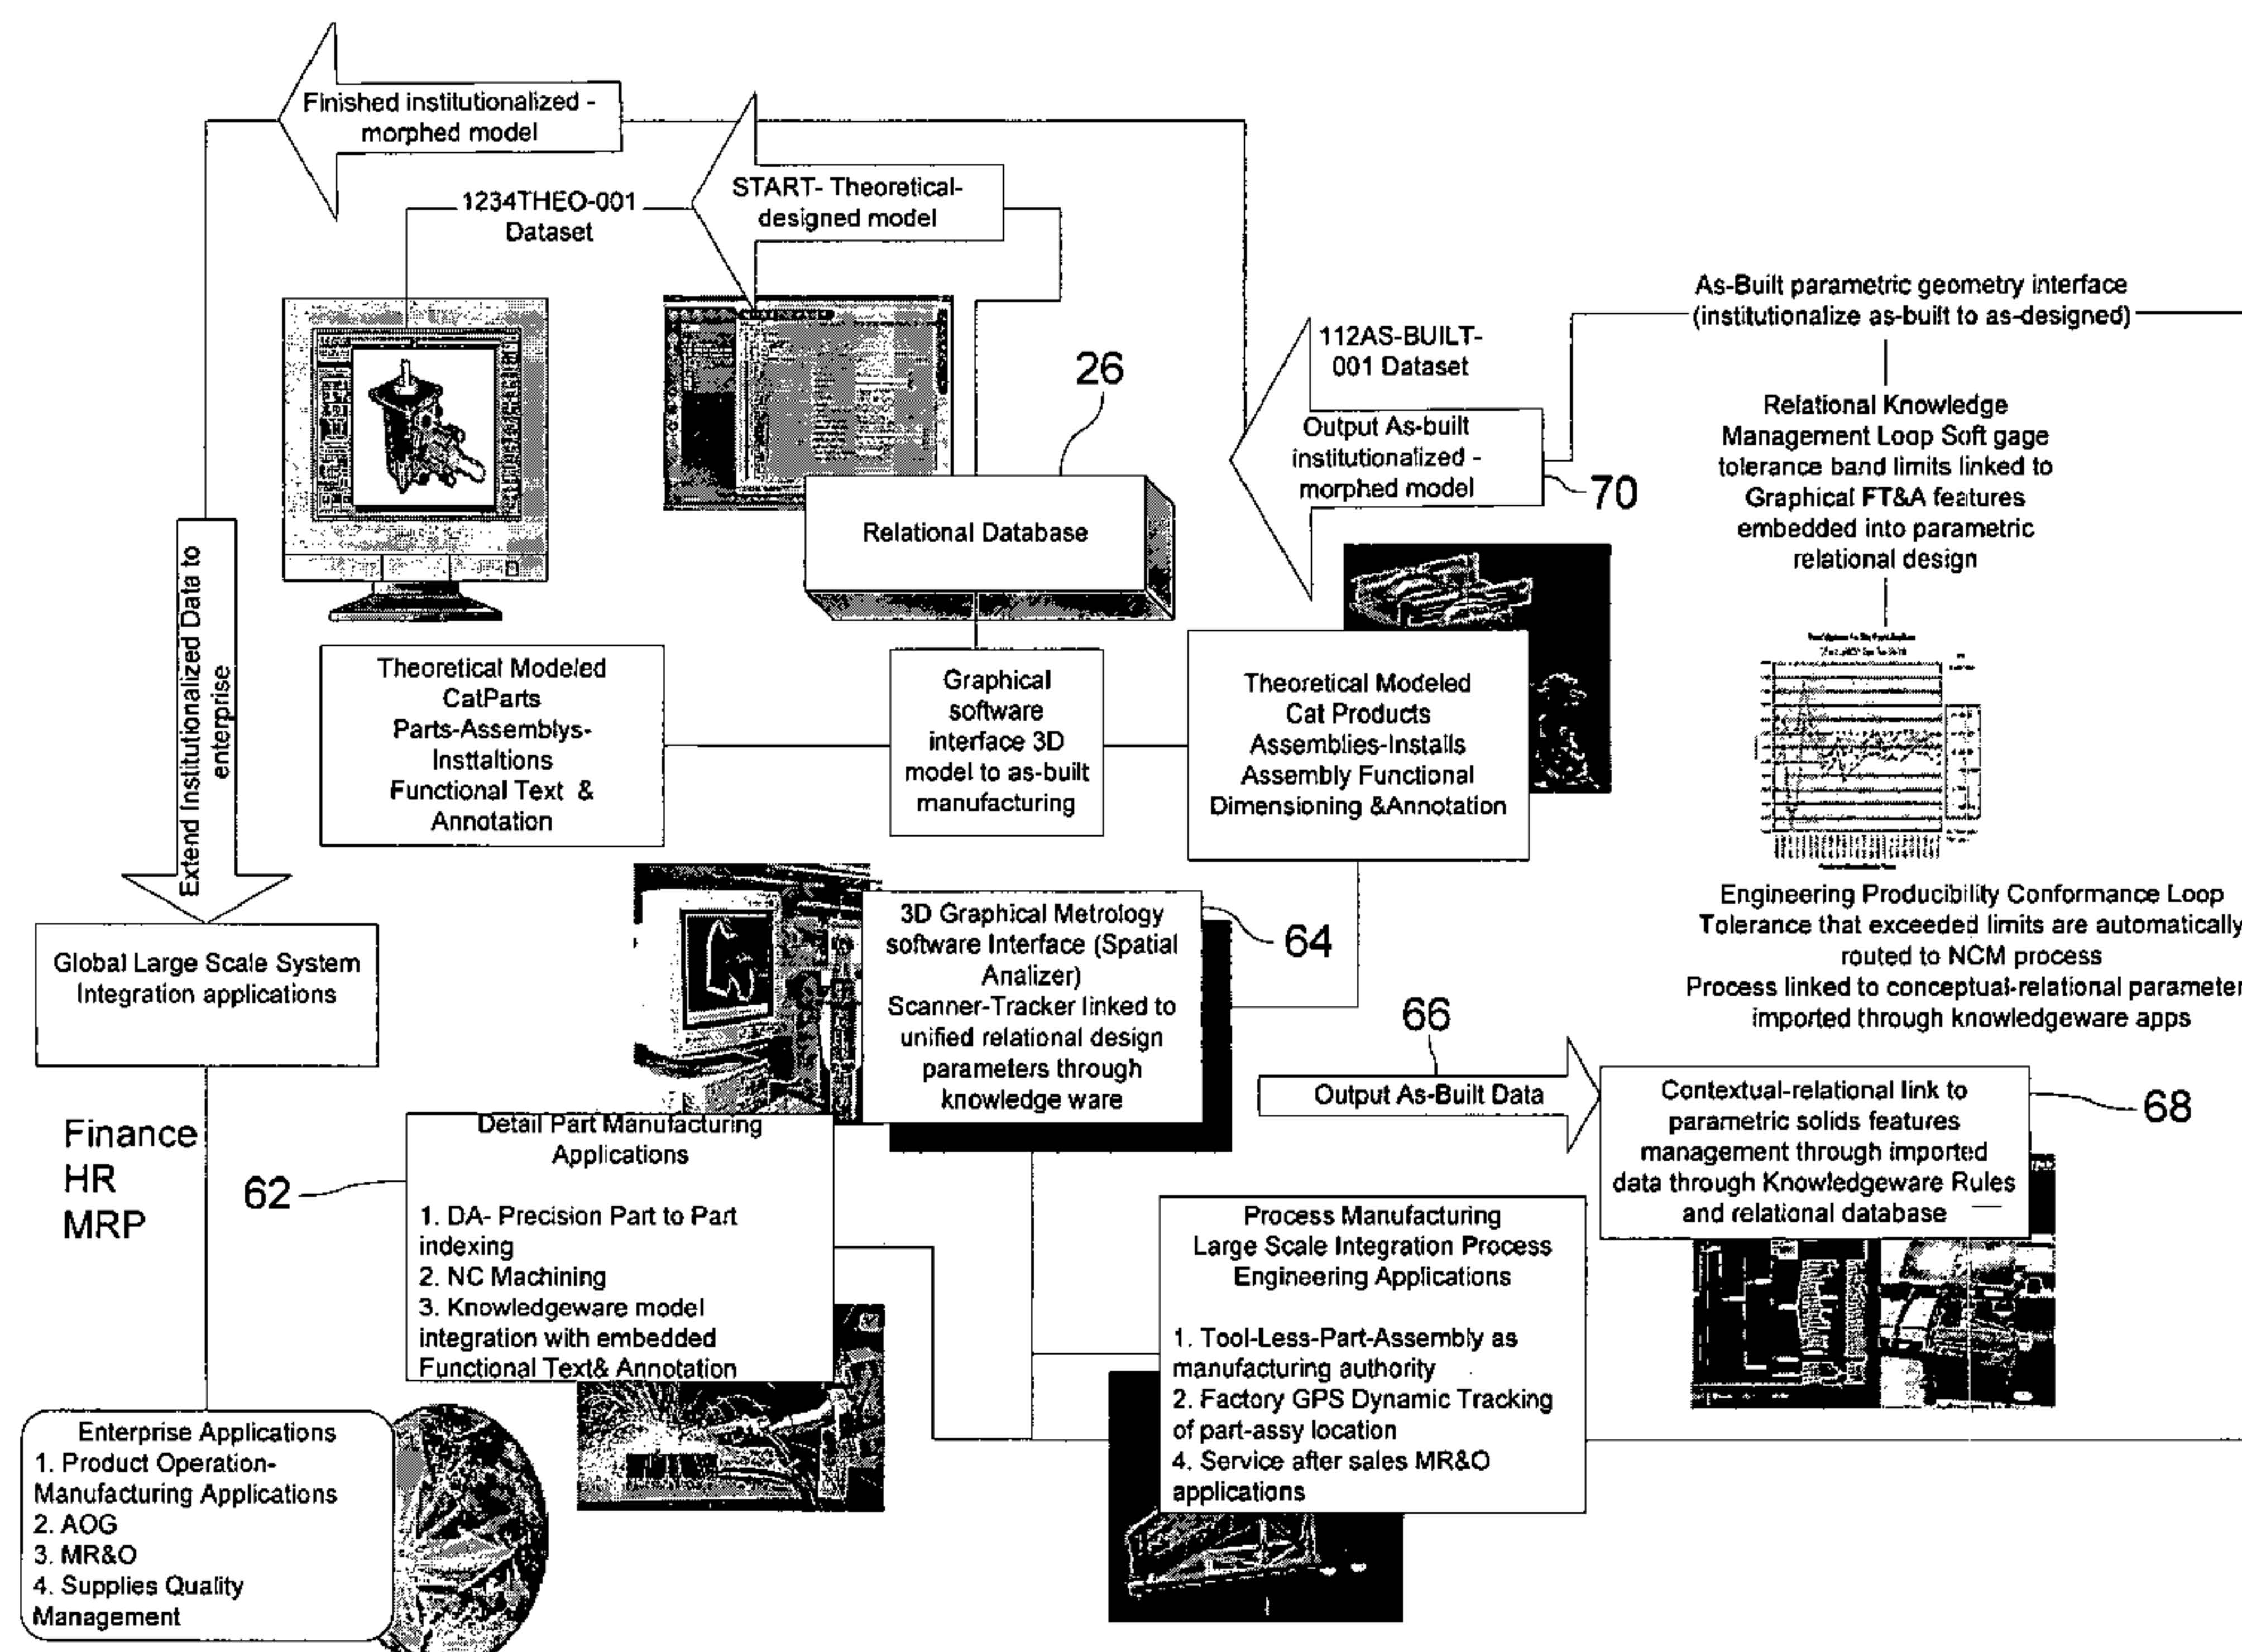 Finished institutionalized -
morphed model
START- Theoretical-
designed model
1234THEO-001
Dataset
As-Built parametric geometry interface
(institutionalize as-built to as-designed)
112AS-BUILT-
001 Dataset
26
Output As-built
institutionalized -
morphed model
70
Relational Knowledge
Management Loop Soft gage
tolerance band limits linked to
Graphical FT&A features
embedded into parametric
relational design
Relational Database
Extend Institutionalized Data to
enterprise
Theoretical Modeled
CatParts
Parts-Assemblys-
Insttaltions
Functional Text &
Annotation
Graphical
software
interface 3D
model to as-built
manufacturing
Theoretical Modeled
Cat Products
Assemblies-Installs
Assembly Functional
Dimensioning &Annotation
Engineering Producibility Conformance Loop
Tolerance that exceeded limits are automatically
routed to NCM process
Process linked to conceptual-relational parameter
imported through knowledgeware apps
Global Large Scale System
Integration applications
3D Graphical Metrology
software Interface (Spatial
Analizer)
Scanner-Tracker linked to
unified relational design
parameters through
knowledge ware
64
66
Output As-Built Data
Contextual-relational link to
parametric solids features
management through imported
data through Knowledgeware Rules
and relational database
68
Finance
HR
MRP
62
Detail Part Manufacturing
Applications
1. DA- Precision Part to Part
indexing
2. NC Machining
3. Knowledgeware model
integration with embedded
Functional Text& Annotation
Process Manufacturing
Large Scale Integration Process
Engineering Applications
1. Tool-Less-Part-Assembly as
manufacturing authority
2. Factory GPS Dynamic Tracking
of part-assy location
4. Service after sales MR&O
applications
Enterprise Applications
1. Product Operation-
Manufacturing Applications
2. AOG
3. MR&O
4. Supplies Quality
Management